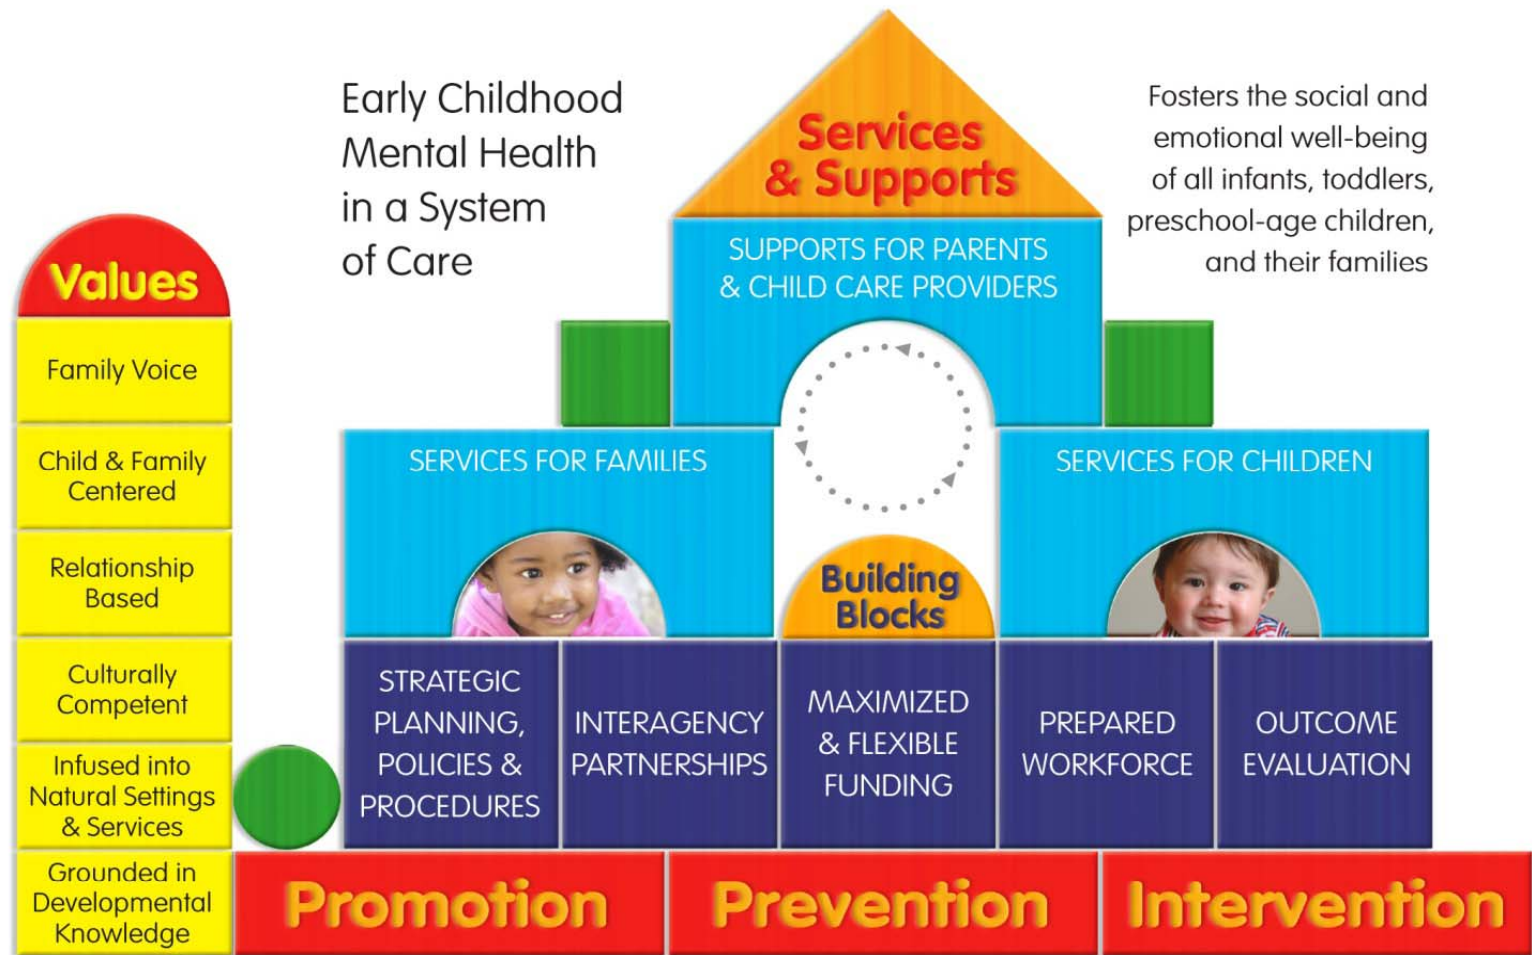 Early Childhood
Mental Health
in a System
of Care
Services
& Supports
Fosters the social and
emotional well-being
of all infants, toddlers,
preschool-age children,
and their families
Values
Family Voice
Child & Family
Centered
Relationship
Based
Culturally
Competent
Infused into
Natural Settings
& Services
Grounded in
Developmental
Knowledge
SUPPORTS FOR PARENTS
& CHILD CARE PROVIDERS
SERVICES FOR FAMILIES
SERVICES FOR CHILDREN
Building
Blocks
STRATEGIC
PLANNING,
POLICIES &
PROCEDURES
INTERAGENCY
PARTNERSHIPS
MAXIMIZED
& FLEXIBLE
FUNDING
PREPARED
WORKFORCE
OUTCOME
EVALUATION
Promotion
Prevention
Intervention